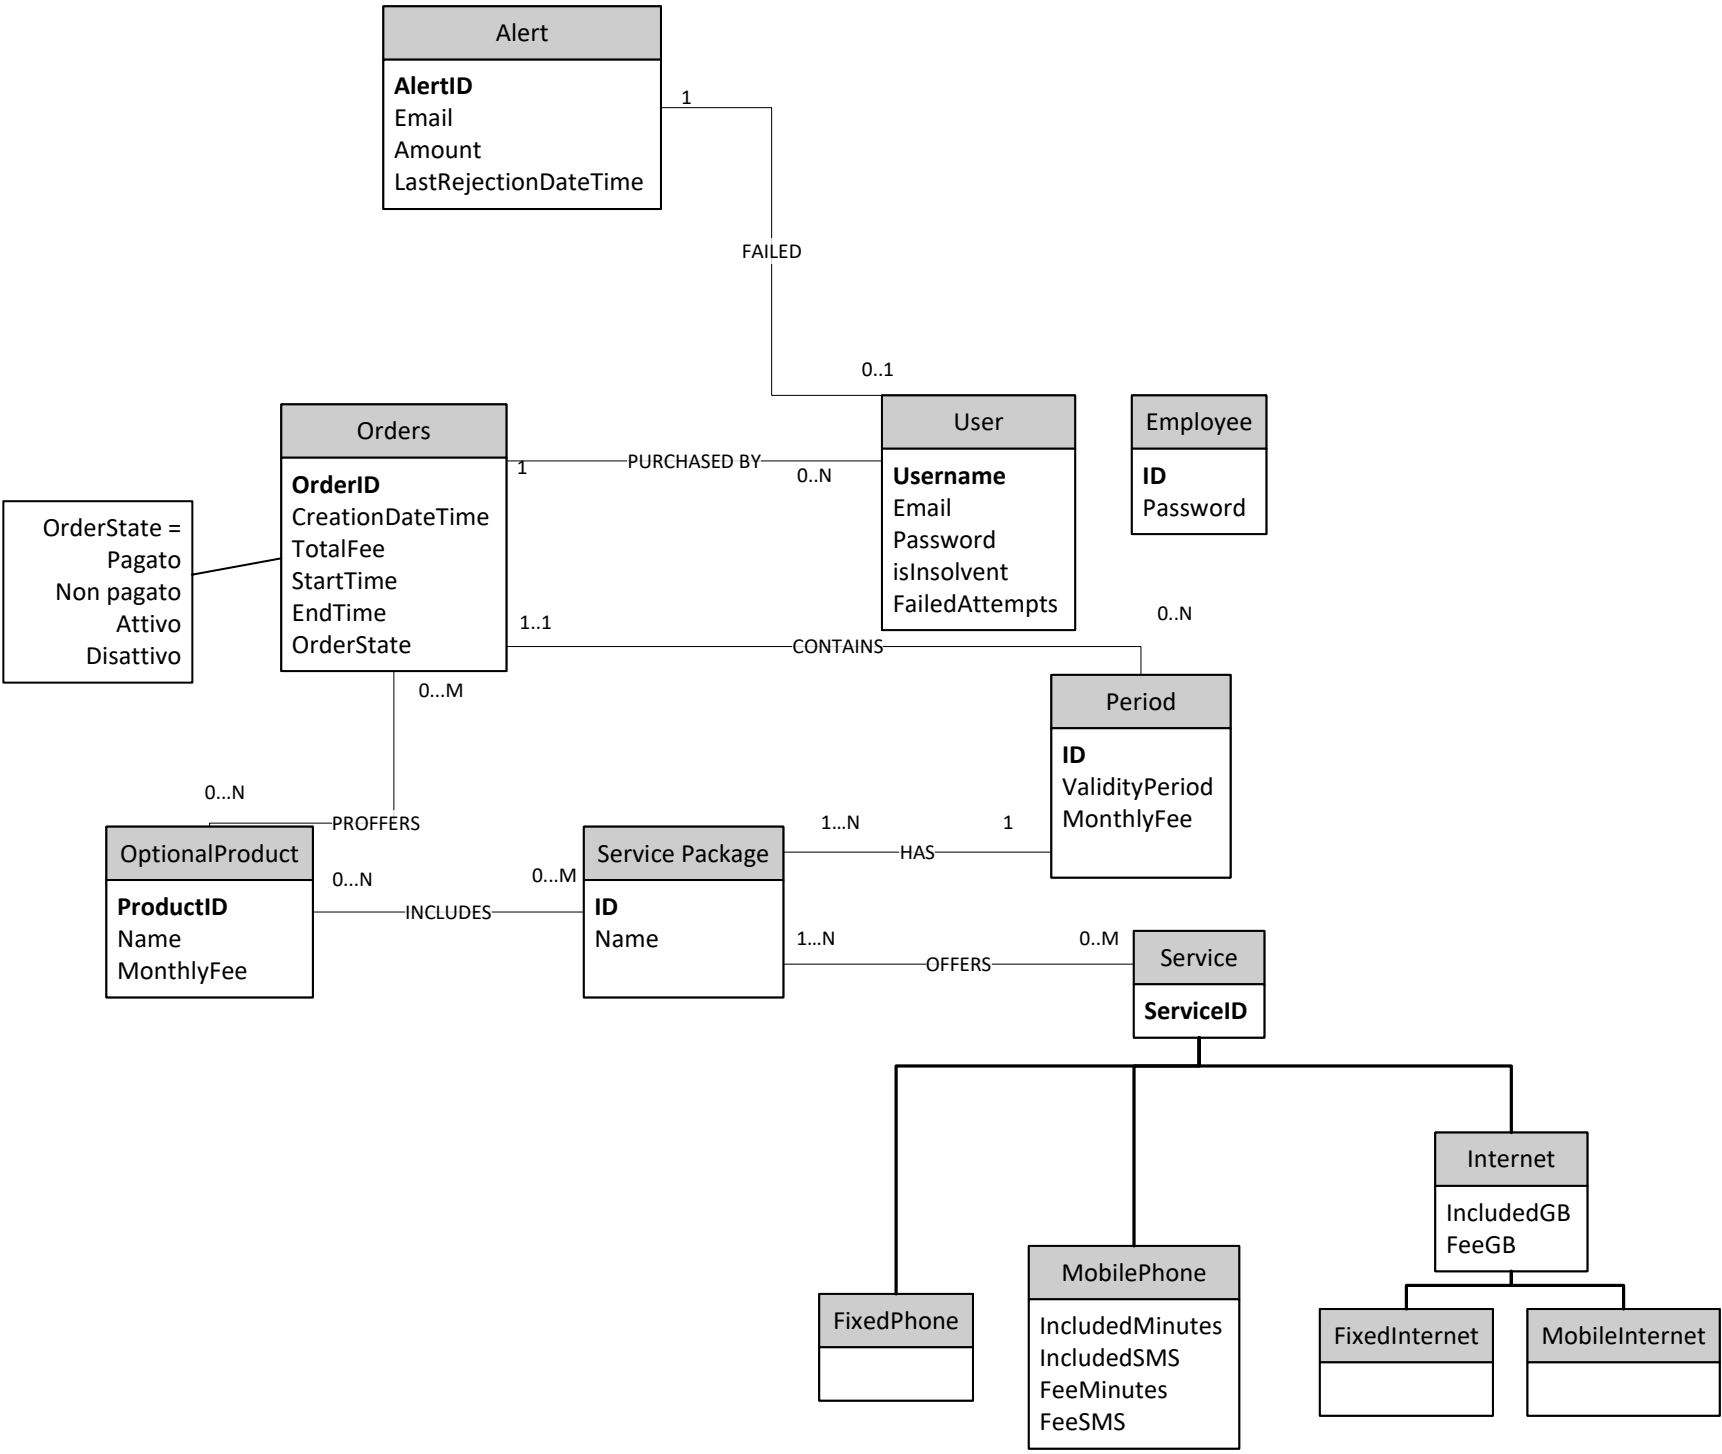 Alert
AlertID
Email
Amount
LastRejectionDateTime
1
FAILED
0..1
Orders
OrderID
CreationDateTime
TotalFee
StartTime
EndTime
OrderState
OrderState =
Pagato
Non pagato
Attivo
Disattivo
1
PURCHASED BY
0..N
User
Username
Email
Password
isInsolvent
FailedAttempts
Employee
ID
Password
1..1
CONTAINS
0..N
Period
ID
ValidityPeriod
MonthlyFee
0...M
0...N
PROFFERS
OptionalProduct
ProductID
Name
MonthlyFee
0...N
INCLUDES
0...M
Service Package
ID
Name
1...N
HAS
1
1...N
OFFERS
0..M
Service
ServiceID
Internet
IncludedGB
FeeGB
MobilePhone
IncludedMinutes
IncludedSMS
FeeMinutes
FeeSMS
FixedPhone
FixedInternet
MobileInternet